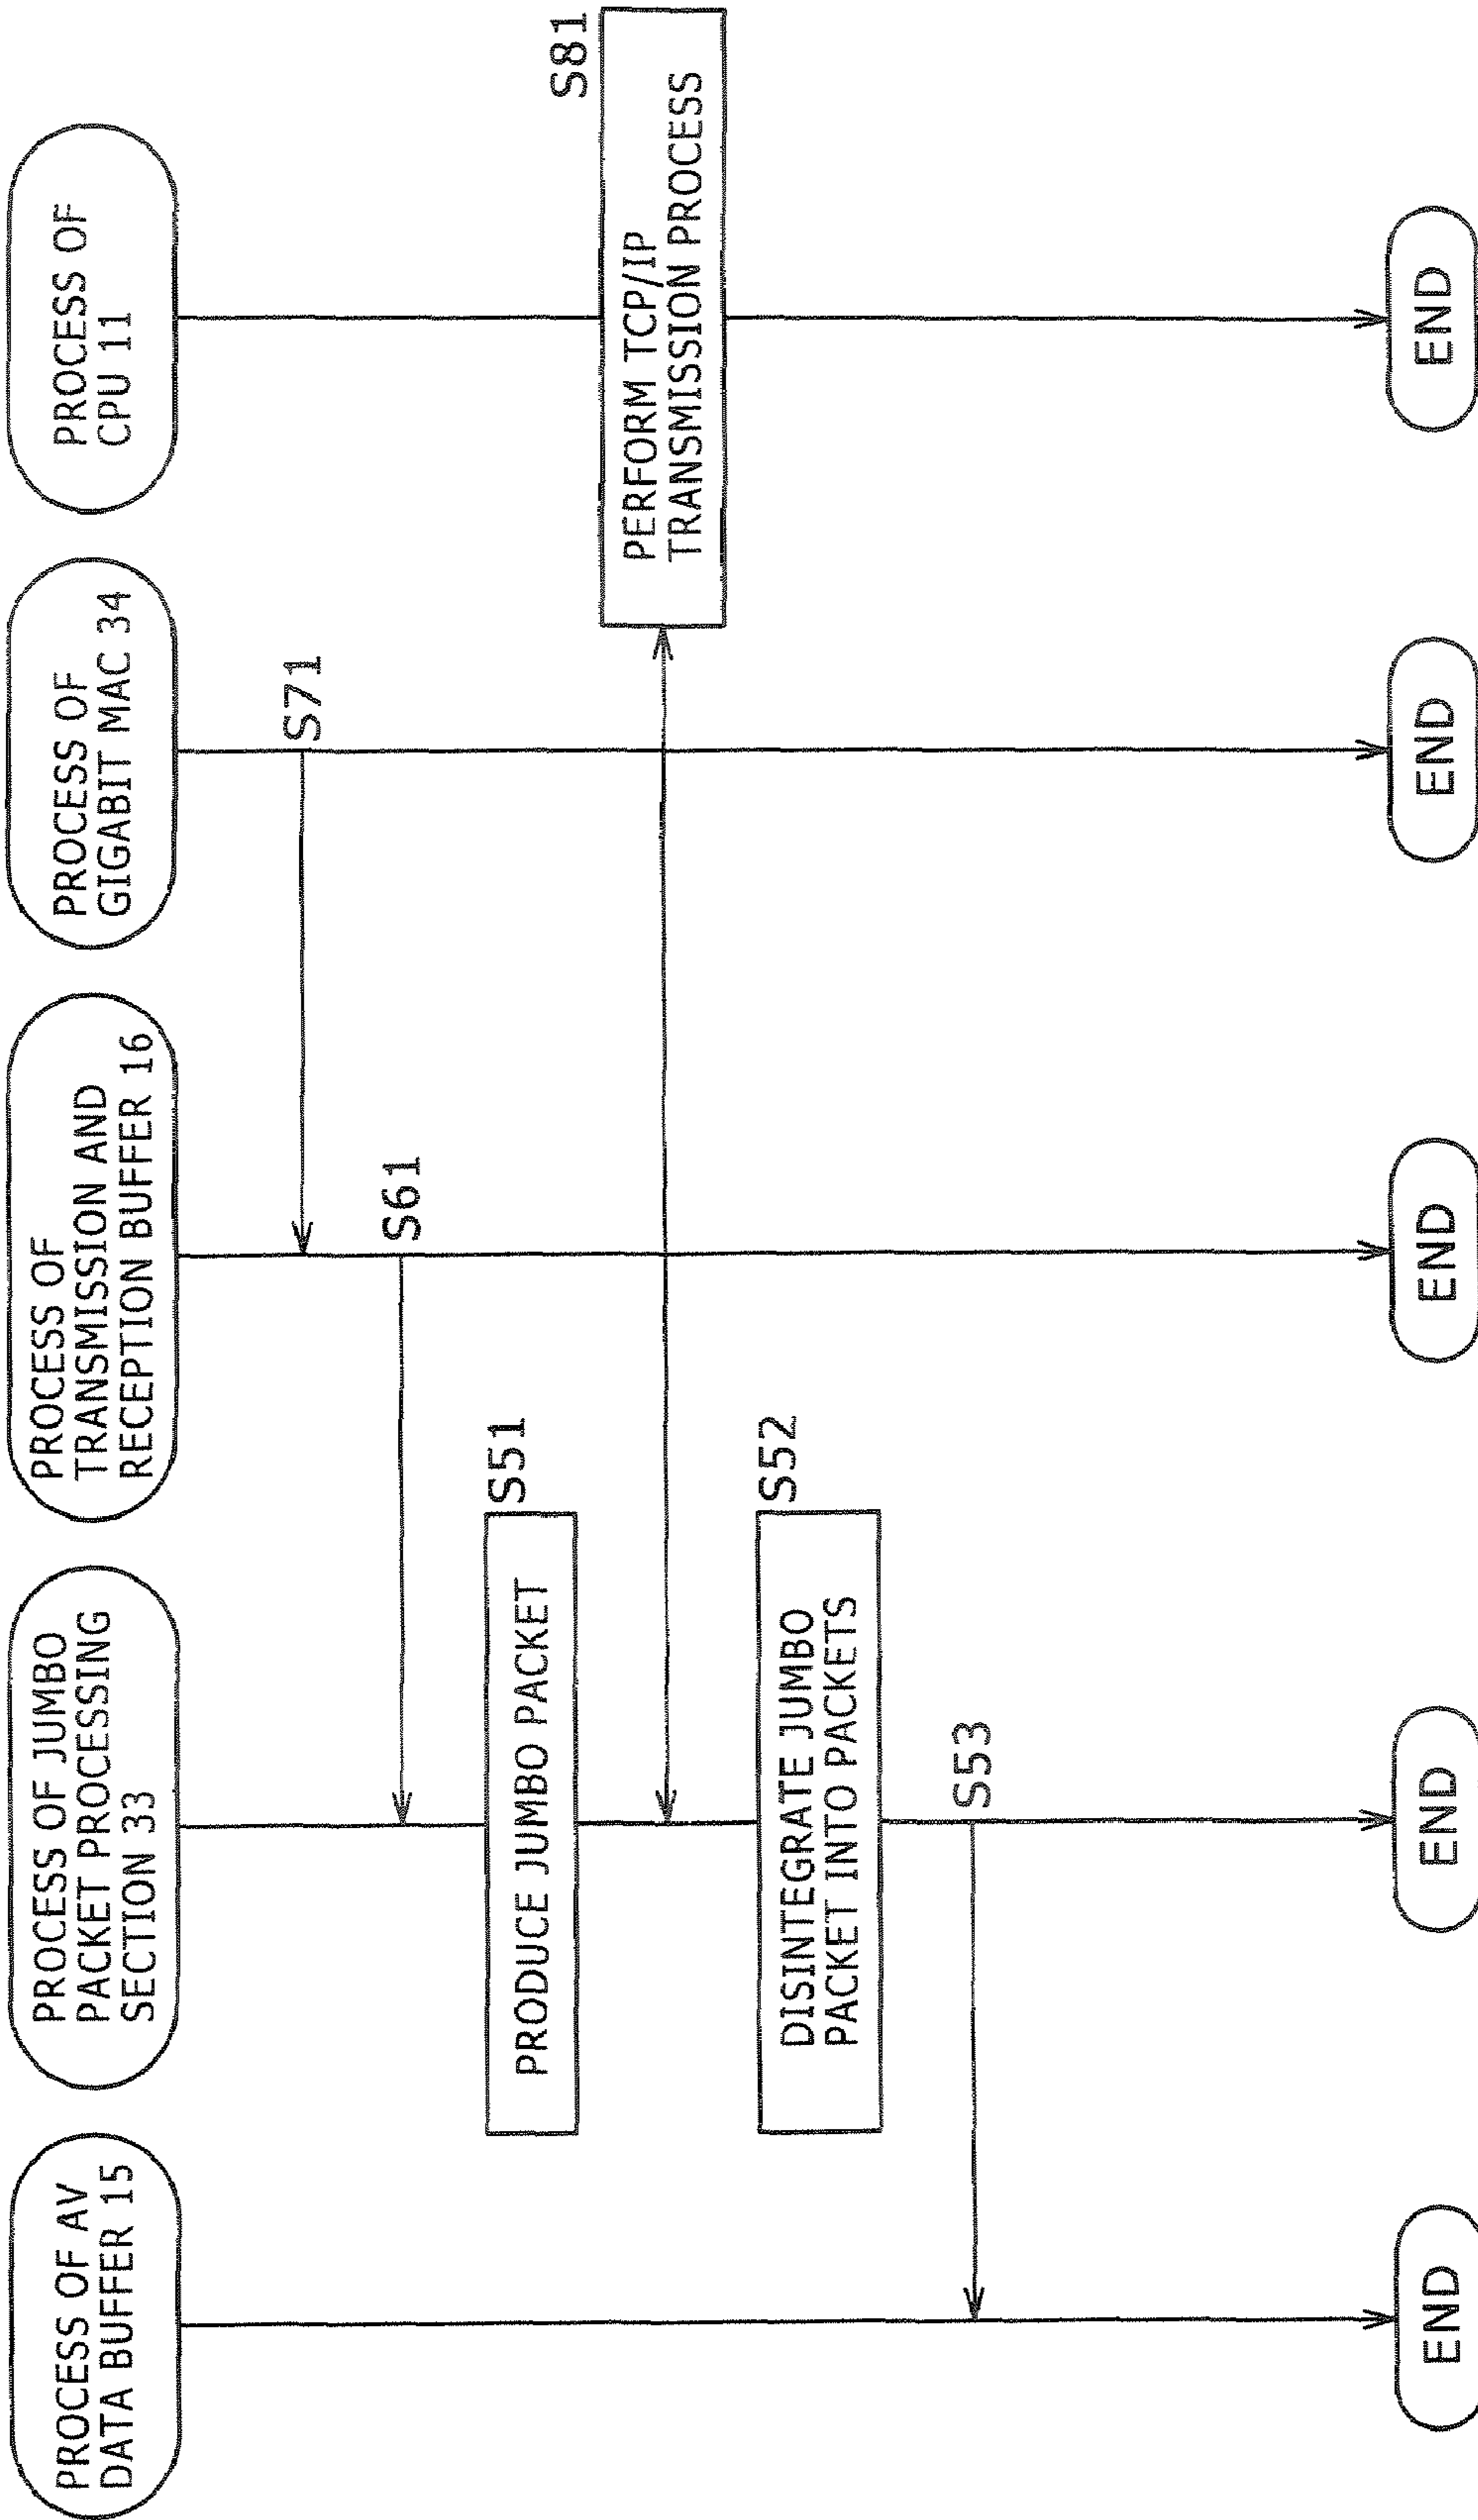 PROCESS OF AV
DATA BUFFER 15
PROCESS OF JUMBO
PACKET PROCESSING
SECTION 33
PROCESS OF
TRANSMISSION AND
RECEPTION BUFFER 16
PROCESS OF
GIGABIT MAC 34
PROCESS OF
CPU 11
S71
S61
S51
PRODUCE JUMBO PACKET
S81
PERFORM TCP/IP
TRANSMISSION PROCESS
S52
DISINTEGRATE JUMBO
PACKET INTO PACKETS
S53
END
END
END
END
END